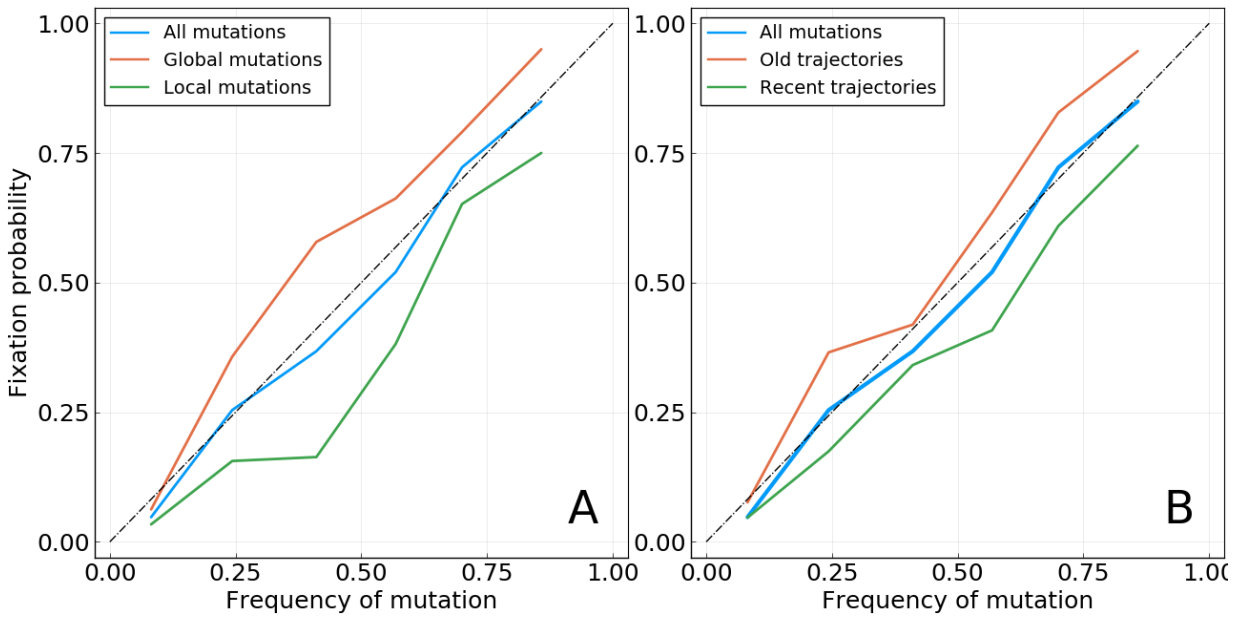 1.00
0.75
0.50
0.25
0.00
Fixation probability
All mutations
Global mutations
Local mutations
A
0.00 0.25 0.50 0.75 1.00
Frequency of mutation
1.00
0.75
0.50
0.25
0.00
All mutations
Old trajectories
Recent trajectories
B
0.00 0.25 0.50 0.75 1.00
Frequency of mutation